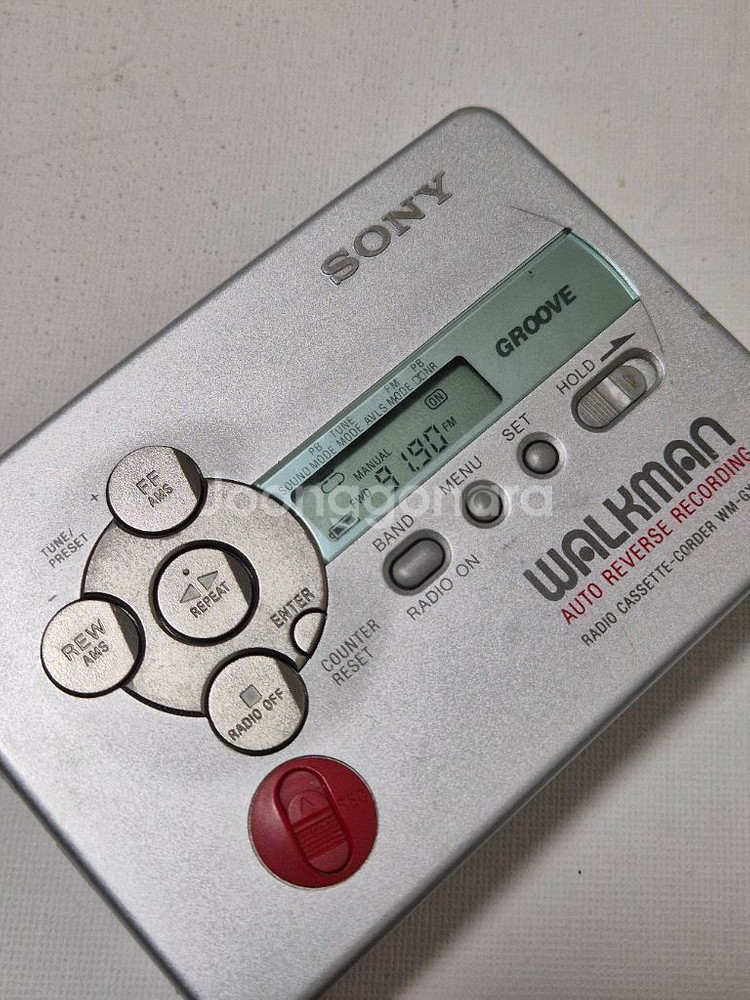 SONY
GROOVE
PB
SOUND MODE
TUNE
MODE
FM
AVLS MODE
PB
NR
ON
MANUAL
FWD
91.90 FM
HOLD
SET
MENU
BAND
RADIO ON
WALKMAN
AUTO REVERSE RECORDING
RADIO CASSETTE-CORDER
FF
AMS
+
TUNE/
PRESET
-
REPEAT
REW
AMS
ENTER
COUNTER
RESET
RADIO OFF
Joonggonara